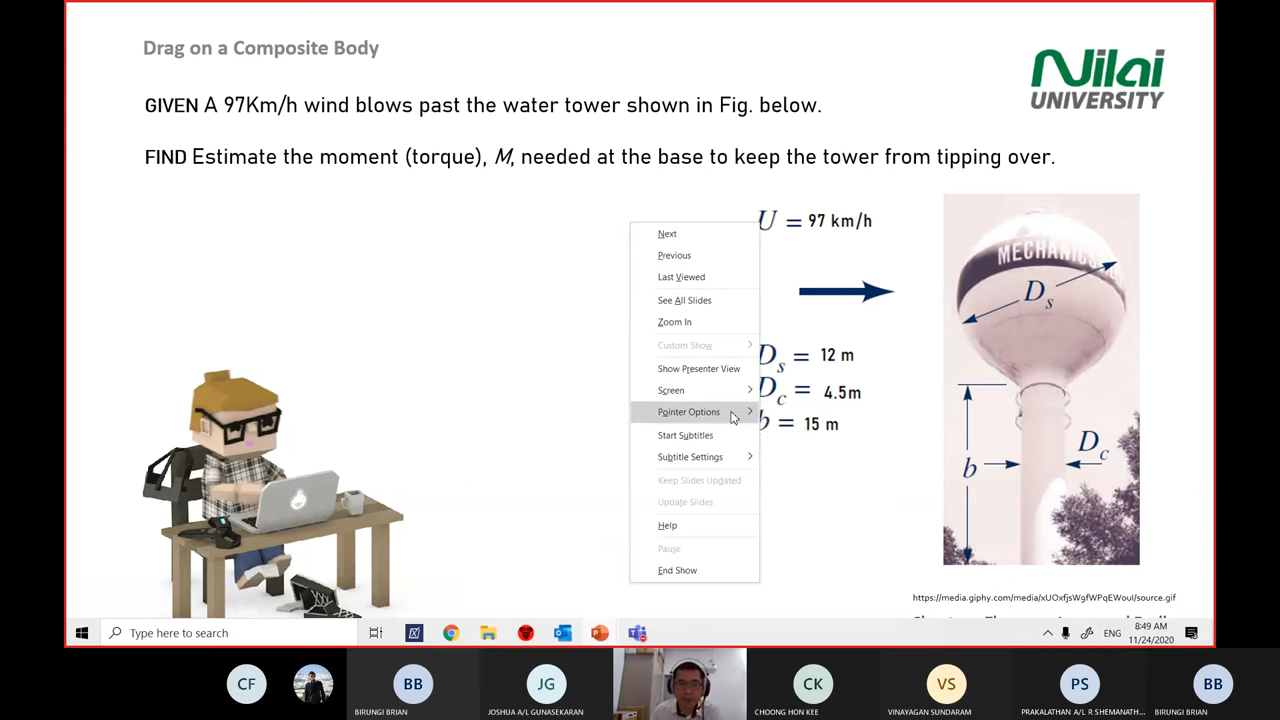 Drag on a Composite Body
Nilai
UNIVERSITY
GIVEN A 97Km/h wind blows past the water tower shown in Fig. below.
FIND Estimate the moment (torque), M, needed at the base to keep the tower from tipping over.
U = 97 km/h
Ds = 12 m
Dc = 4.5m
b = 15 m
Next
Previous
Last Viewed
See All Slides
Zoom In
Custom Show
Show Presenter View
Screen
Pointer Options
Start Subtitles
Subtitle Settings
Keep Slides Updated
Update Slides
Help
Pause
End Show
MECHANICS
Ds
Dc
b
https://media.giphy.com/media/xUOxfjsWgfWPqEWouI/source.gif
Type here to search
ENG
8:49 AM
11/24/2020
CF
BB
BIRUNGI BRIAN
JG
JOSHUA A/L GUNASEKARAN
CK
CHOONG HON KEE
VS
VINAYAGAN SUNDARAM
PS
PRAKALATHAN A/L R SHEMANATH...
BB
BIRUNGI BRIAN